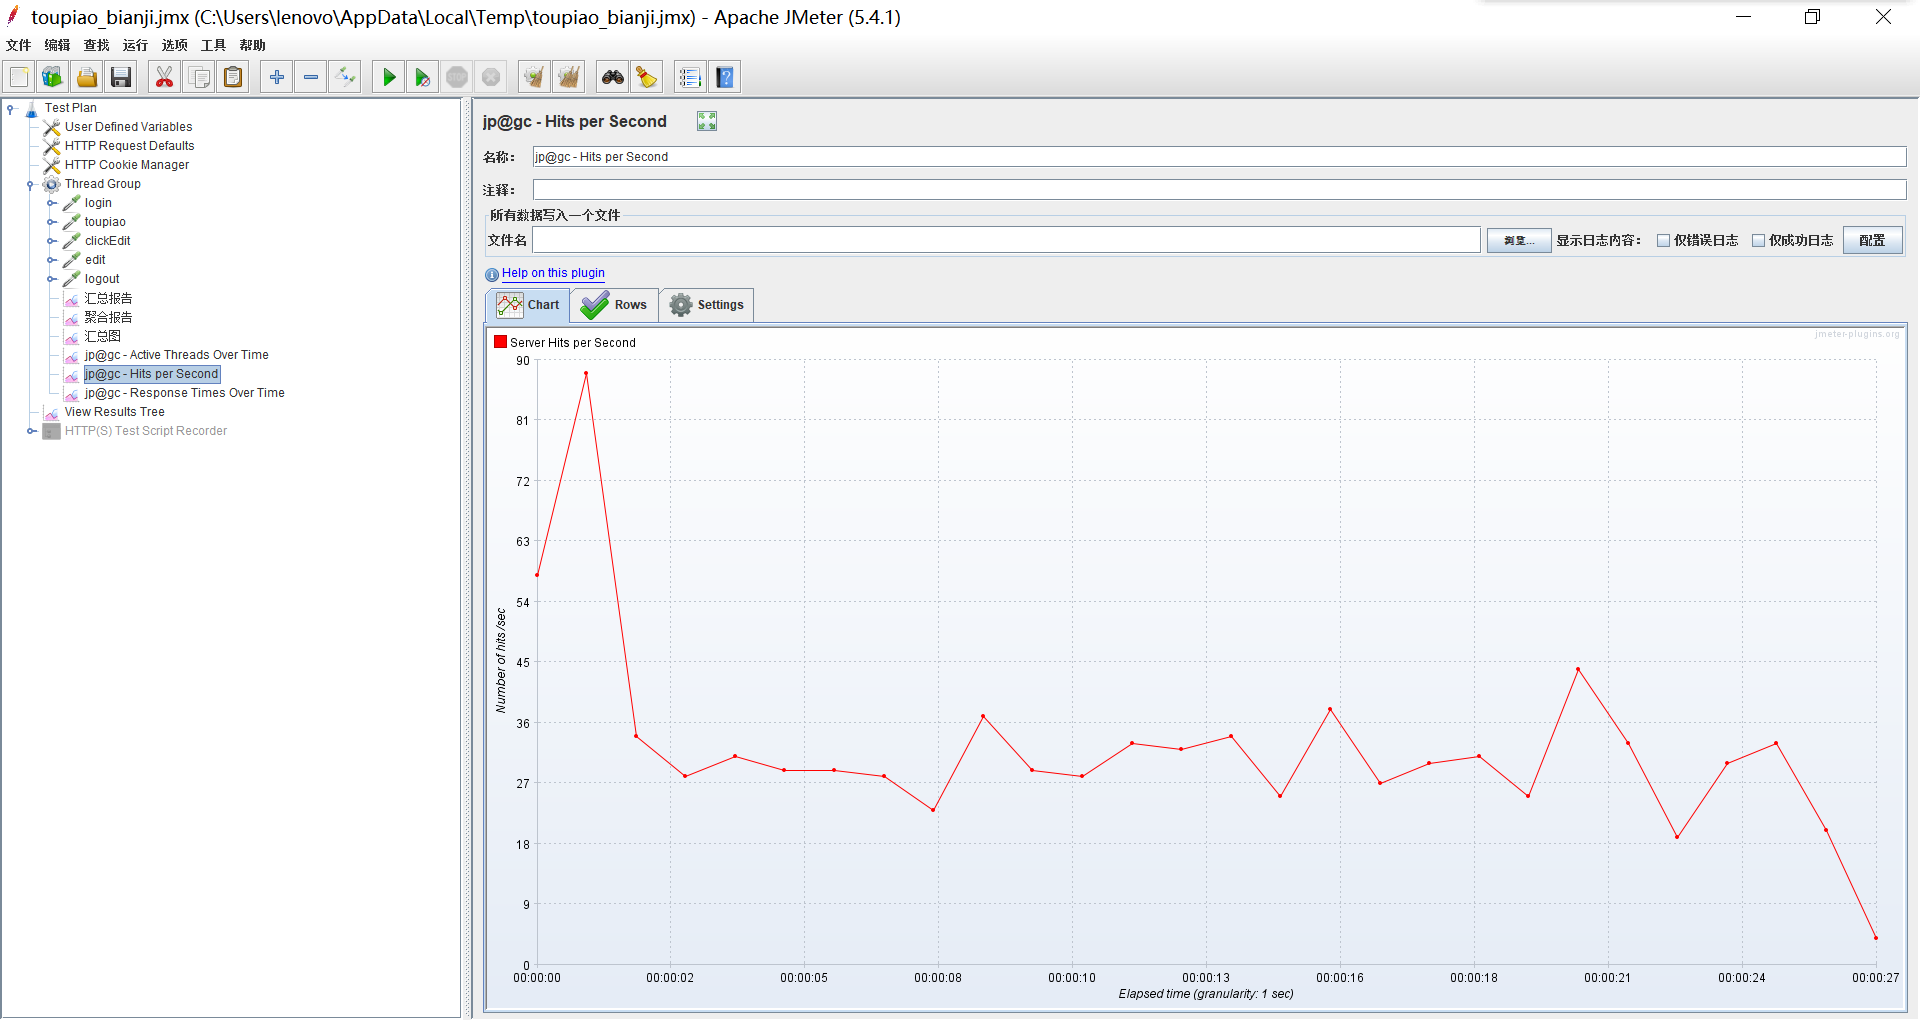 toupiao_bianji.jmx (C:\Users\lenovo\AppData\Local\Temp\toupiao_bianji.jmx) - Apache JMeter (5.4.1)
文件 编辑 查找 运行 选项 工具 帮助
STOP
Test Plan
User Defined Variables
HTTP Request Defaults
HTTP Cookie Manager
Thread Group
login
toupiao
clickEdit
edit
logout
汇总报告
聚合报告
汇总图
jp@gc - Active Threads Over Time
jp@gc - Hits per Second
jp@gc - Response Times Over Time
View Results Tree
HTTP(S) Test Script Recorder
jp@gc - Hits per Second
名称: jp@gc - Hits per Second
注释:
所有数据写入一个文件
文件名 浏览... 显示日志内容: 仅错误日志 仅成功日志 配置
Help on this plugin
Chart Rows Settings
Server Hits per Second
jmeter-plugins.org
90
81
72
63
54
45
36
27
18
9
0
Number of hits /sec
00:00:00 00:00:02 00:00:05 00:00:08 00:00:10 00:00:13 00:00:16 00:00:18 00:00:21 00:00:24 00:00:27
Elapsed time (granularity: 1 sec)